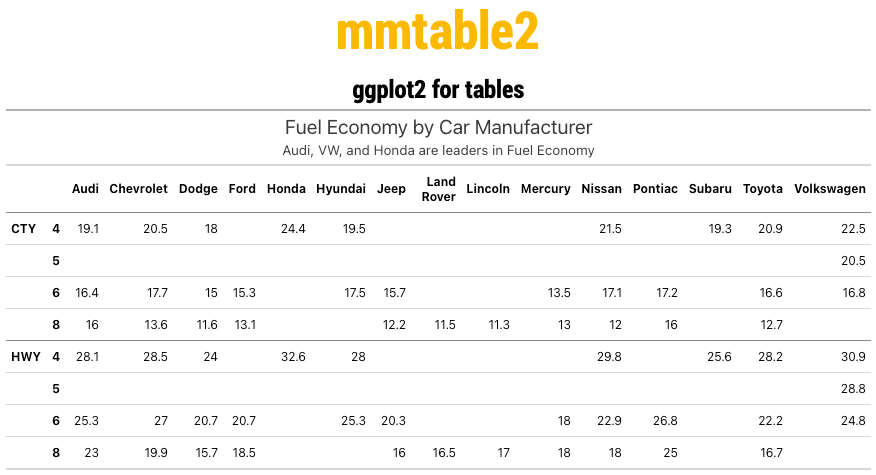 mmtable2
ggplot2 for tables
Fuel Economy by Car Manufacturer
Audi, VW, and Honda are leaders in Fuel Economy
Audi Chevrolet Dodge Ford Honda Hyundai Jeep Land Rover Lincoln Mercury Nissan Pontiac Subaru Toyota Volkswagen
CTY 4 19.1 20.5 18 24.4 19.5 21.5 19.3 20.9 22.5
5 20.5
6 16.4 17.7 15 15.3 17.5 15.7 13.5 17.1 17.2 16.6 16.8
8 16 13.6 11.6 13.1 12.2 11.5 11.3 13 12 16 12.7
HWY 4 28.1 28.5 24 32.6 28 29.8 25.6 28.2 30.9
5 28.8
6 25.3 27 20.7 20.7 25.3 20.3 18 22.9 26.8 22.2 24.8
8 23 19.9 15.7 18.5 16 16.5 17 18 18 25 16.7